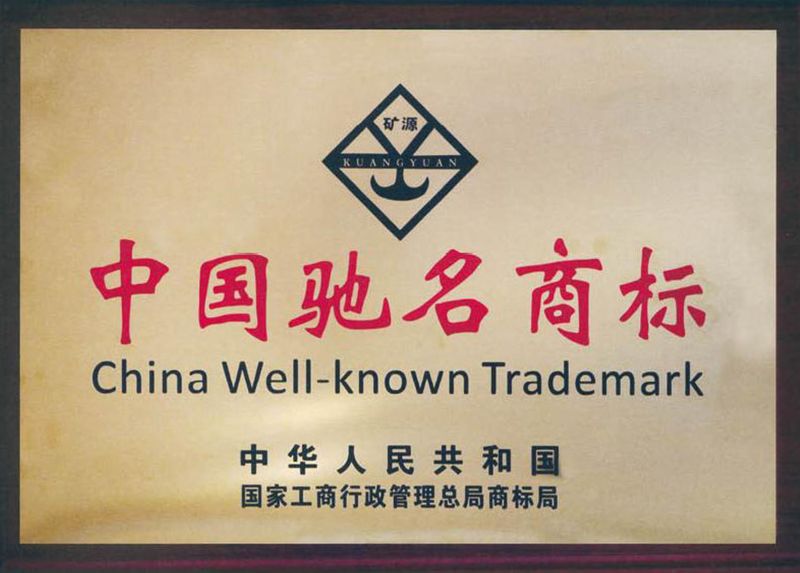 矿源
KUANGYUAN
中国驰名商标
China Well-known Trademark
中华人民共和国
国家工商行政管理总局商标局